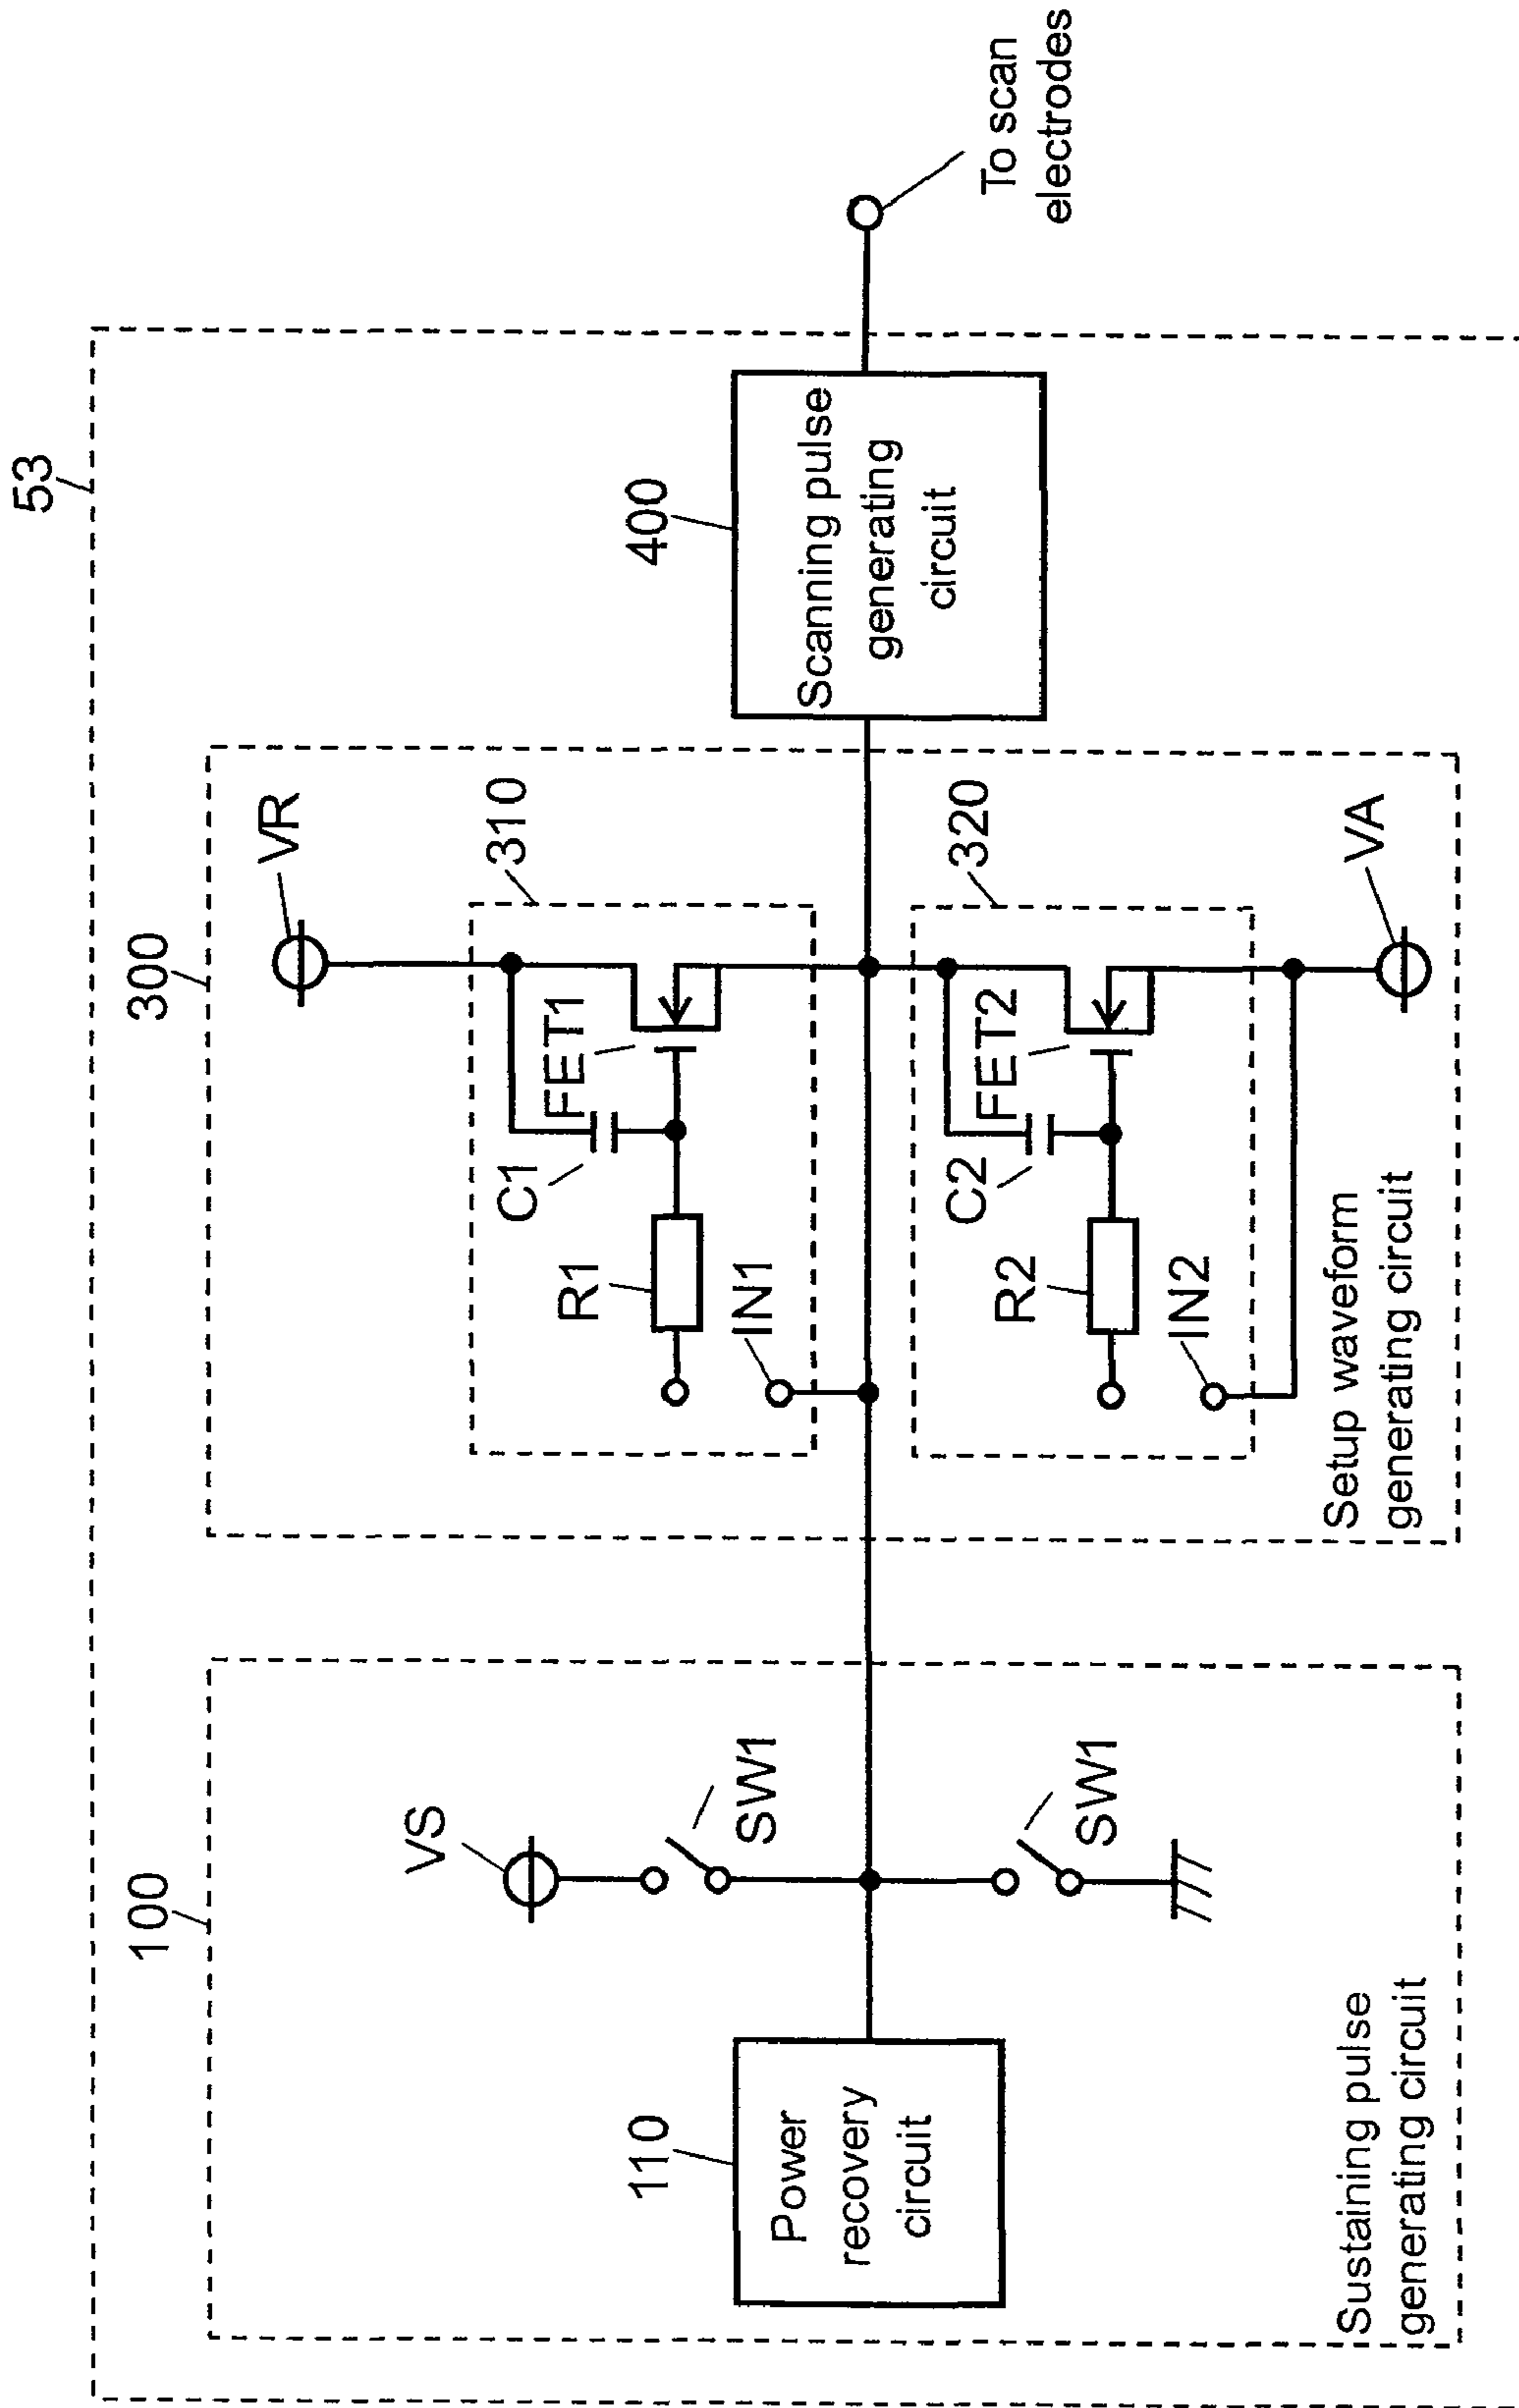 53
100
VS
SW1
SW1
110
Power
recovery
circuit
Sustaining pulse
generating circuit
300
VR
310
FET1
C1
R1
IN1
320
FET2
C2
R2
IN2
VA
Setup waveform
generating circuit
400
Scanning pulse
generating
circuit
To scan
electrodes